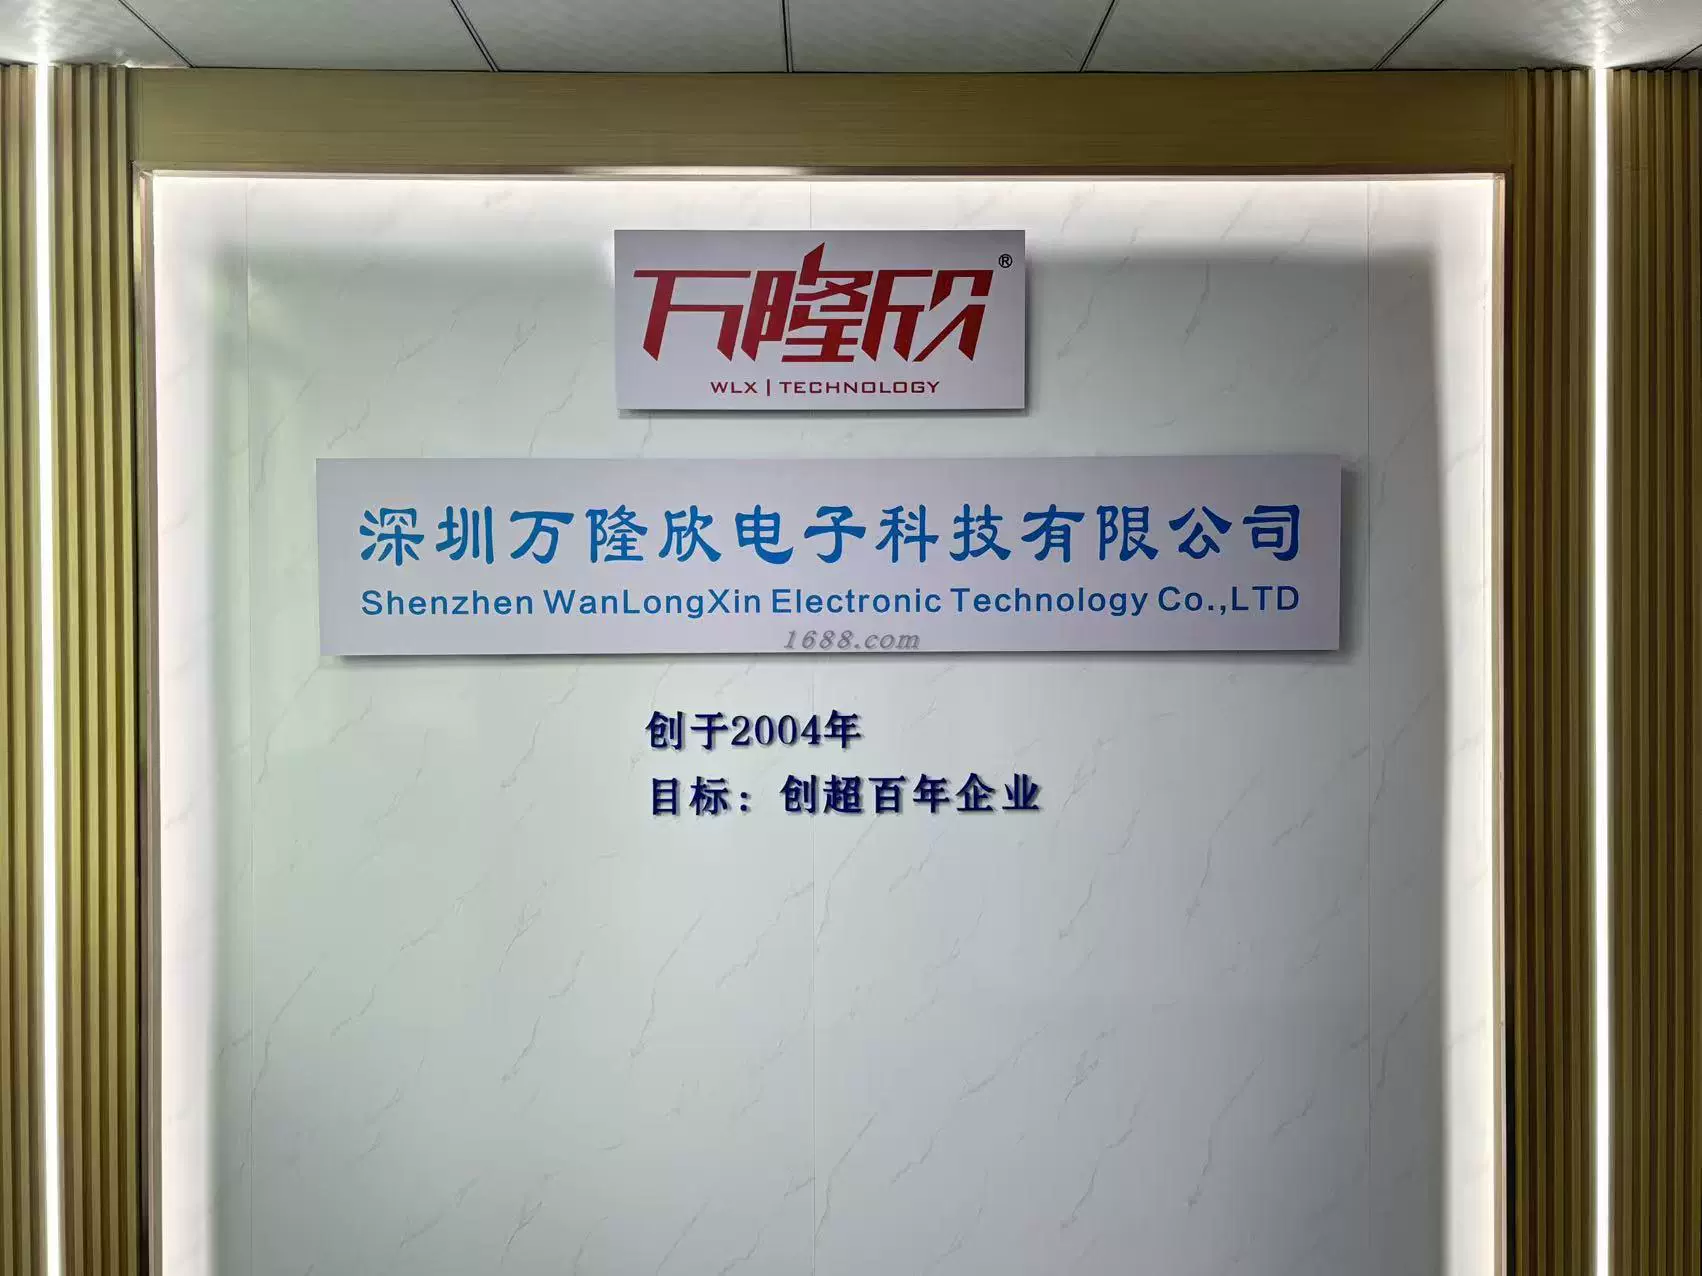 万隆欣®
WLX | TECHNOLOGY
深圳万隆欣电子科技有限公司
Shenzhen WanLongXin Electronic Technology Co.,LTD
1688.com
创于2004年
目标：创超百年企业